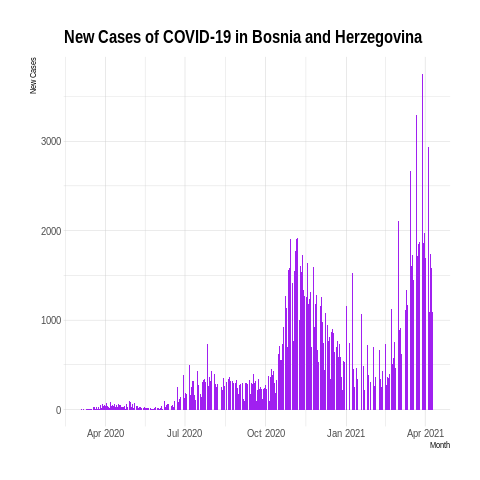 New Cases of COVID-19 in Bosnia and Herzegovina
New Cases
3000
2000
1000
0
Apr 2020
Jul 2020
Oct 2020
Jan 2021
Apr 2021
Month